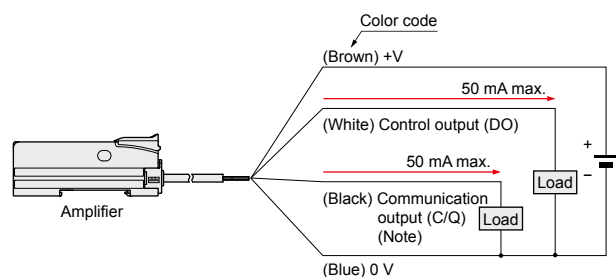 Color code
(Brown) +V
50 mA max.
(White) Control output (DO)
+
50 mA max.
−
Load
(Black) Communication
output (C/Q)
(Note)
Load
Amplifier
(Blue) 0 V